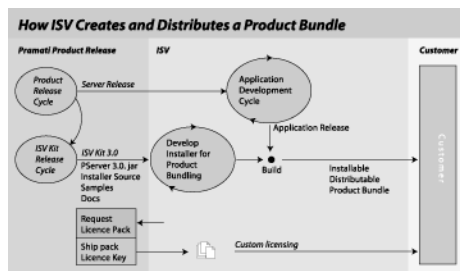 How ISV Creates and Distributes a Product Bundle
Pramati Product Release
ISV
Customer
Product
Release
Cycle
Server Release
Application
Development
Cycle
Application Release
ISV Kit
Release
Cycle
ISV Kit 3.0
PServer 3.0. jar
Installer Source
Samples
Docs
Develop
Installer for
Product
Bundling
Build
Installable
Distributable
Product Bundle
Customer
Request
Licence Pack
Ship pack
Licence Key
Custom licensing